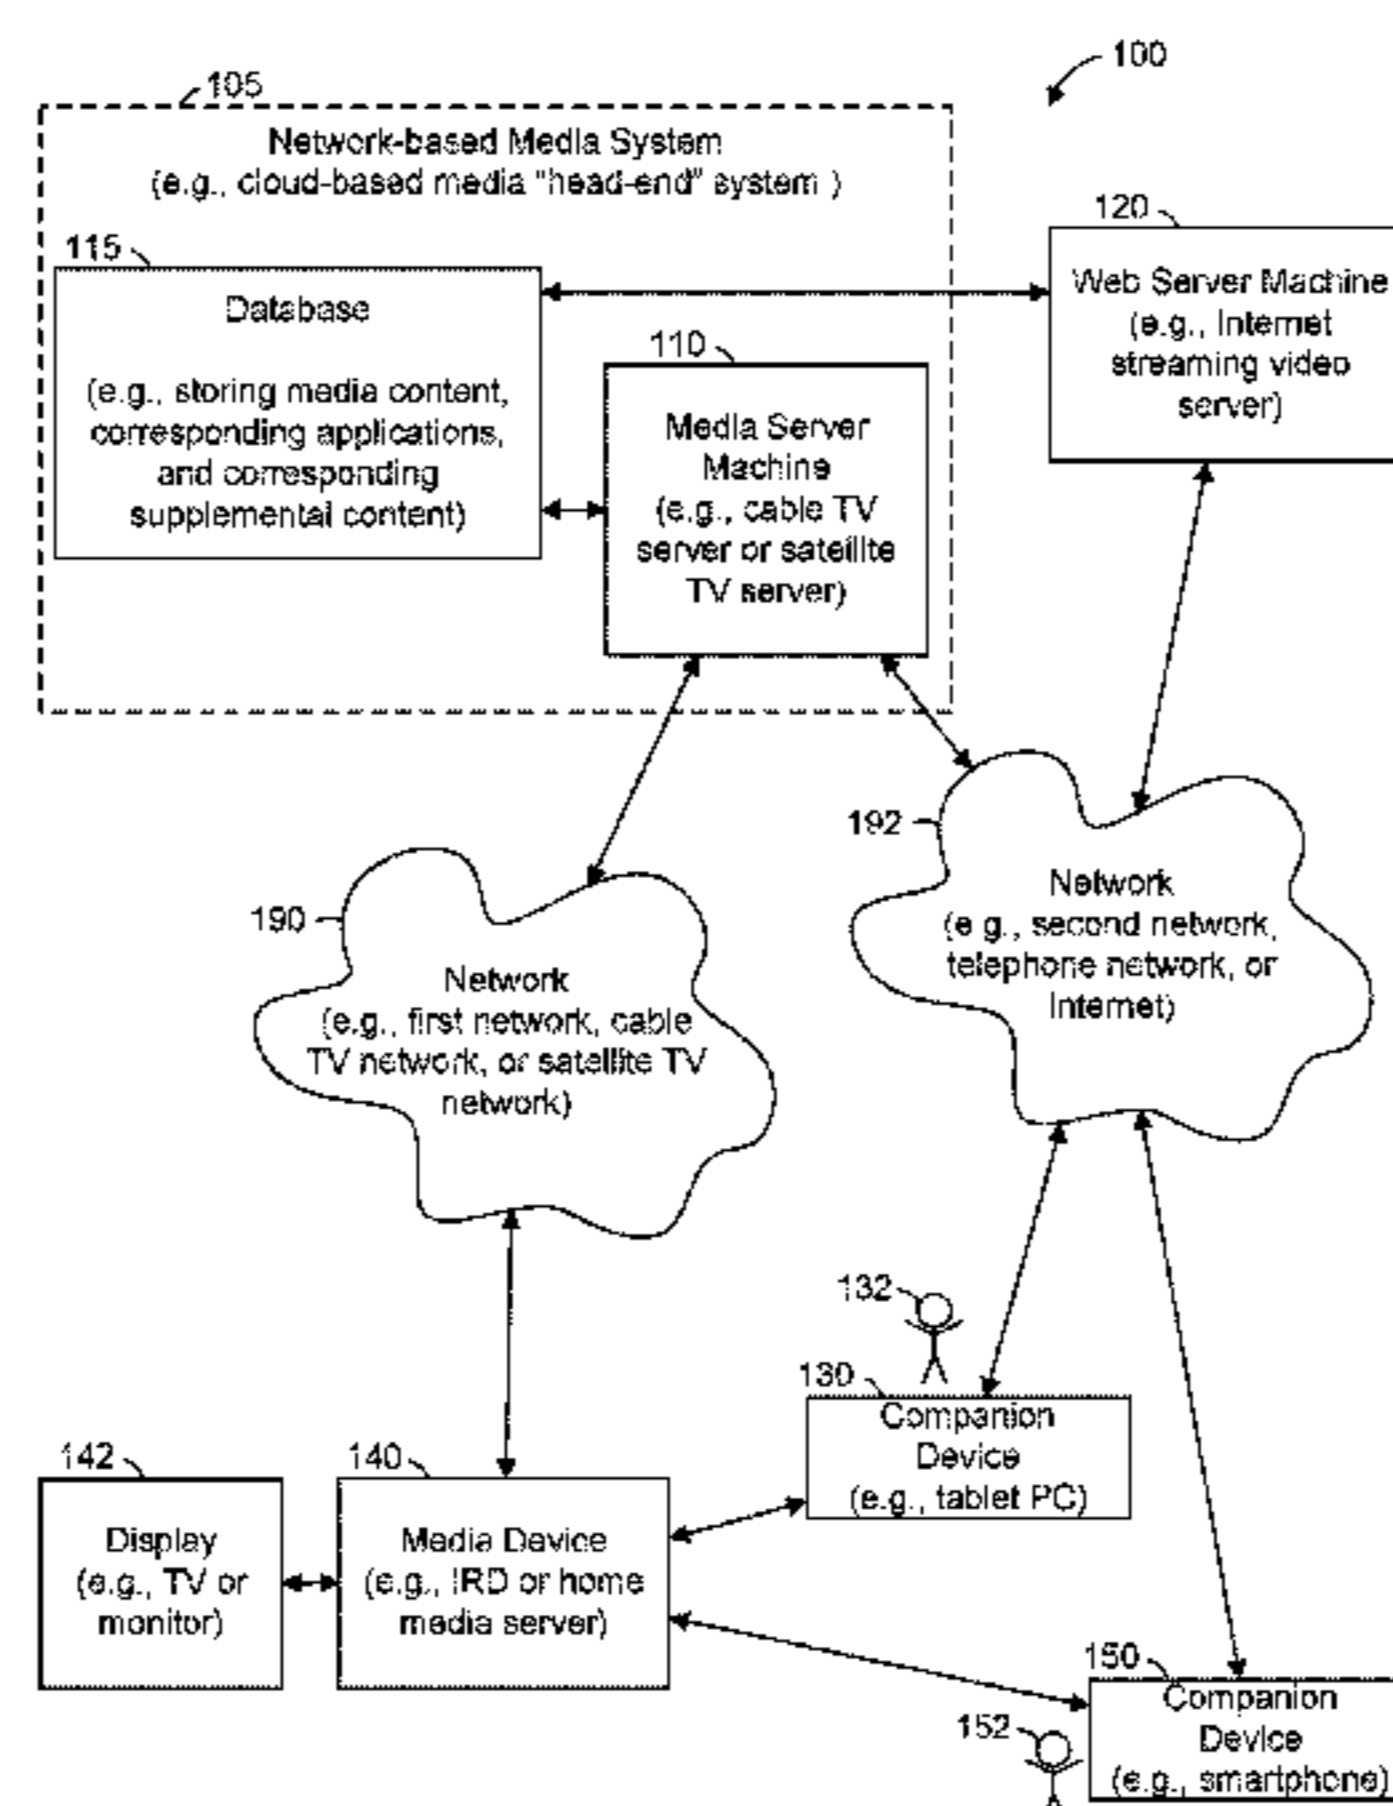 100
105
Network-based Media System
(e.g., cloud-based media "head-end" system )
115
120
Database
(e.g., storing media content,
corresponding applications,
and corresponding
supplemental content)
Web Server Machine
(e.g., Internet
streaming video
server)
110
Media Server
Machine
(e.g., cable TV
server or satellite
TV server)
192
Network
(e.g., second network,
telephone network, or
Internet)
190
Network
(e.g., first network, cable
TV network, or satellite TV
network)
132
130
Companion
Device
(e.g., tablet PC)
142
Display
(e.g., TV or
monitor)
140
Media Device
(e.g., IRD or home
media server)
150
Companion
Device
(e.g., smartphone)
152